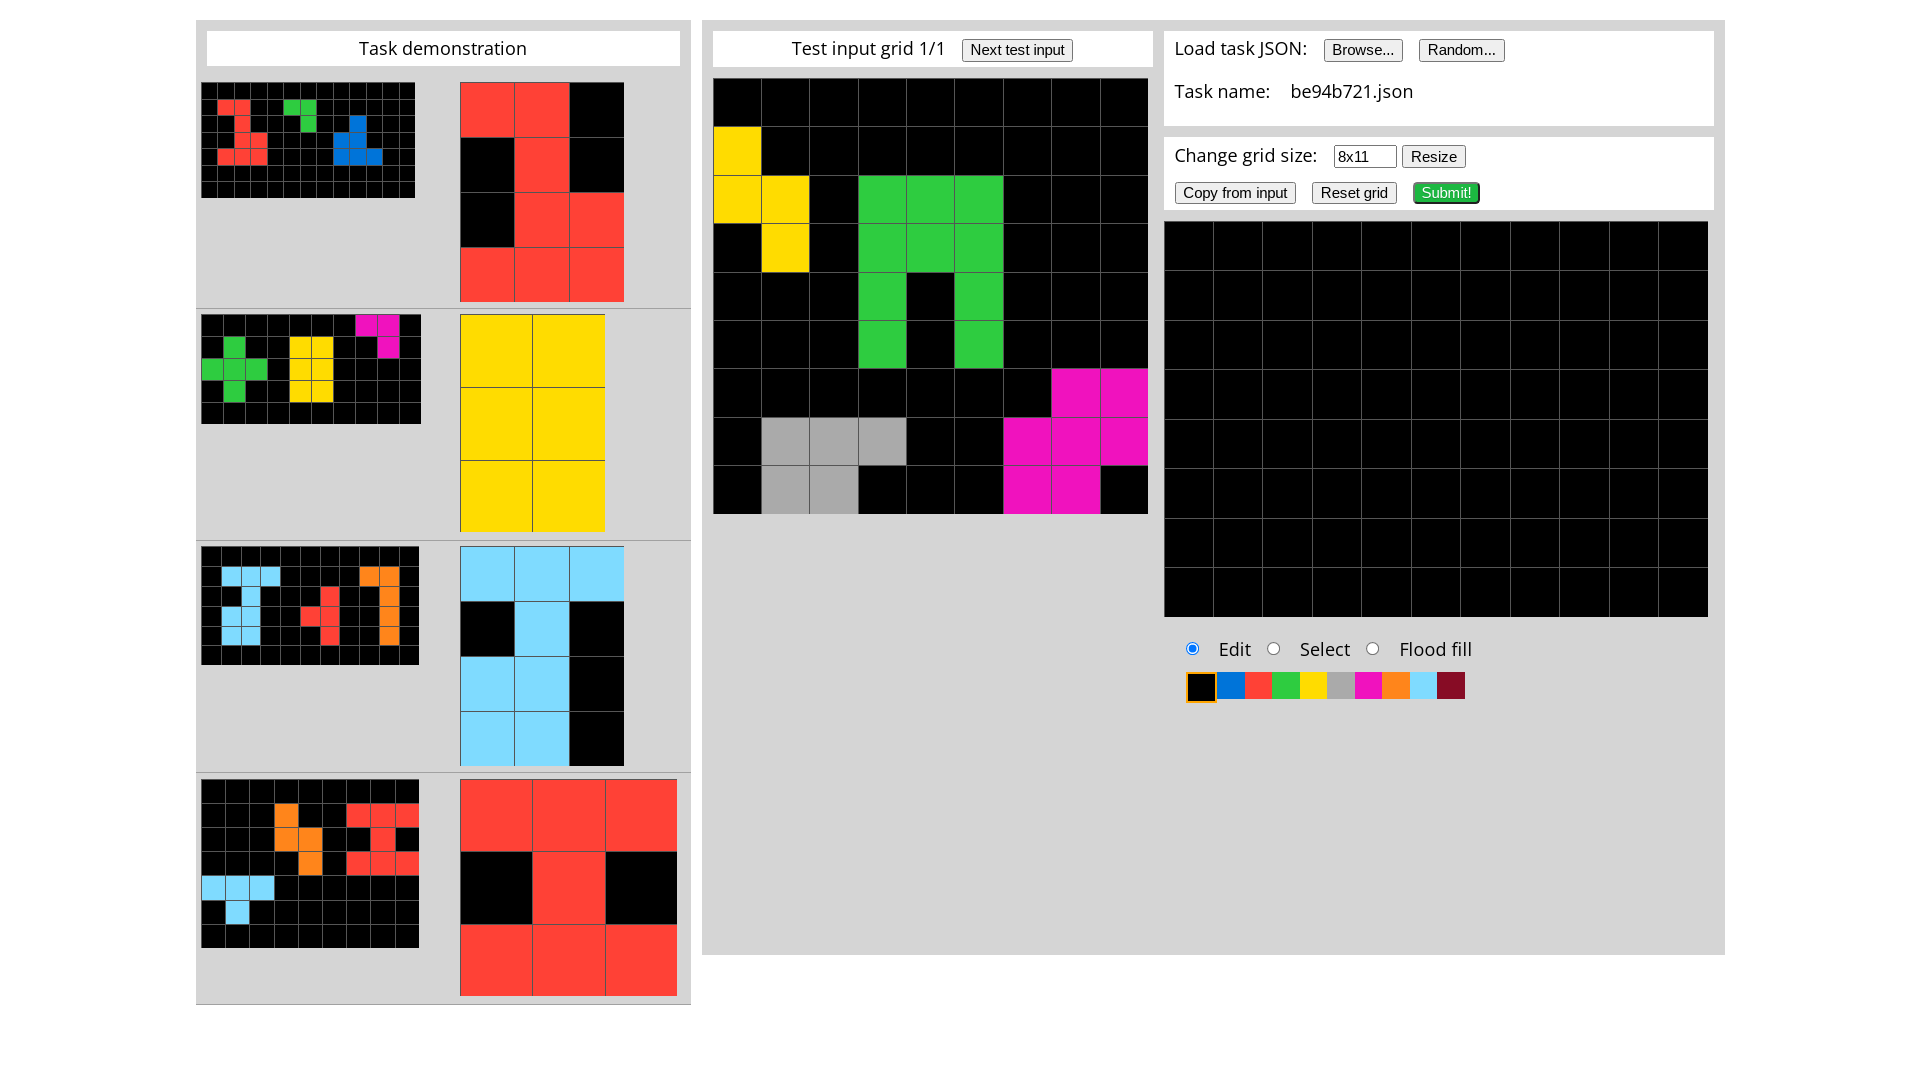 Task demonstration
Test input grid 1/1 Next test input
Load task JSON: Browse... Random...
Task name: be94b721.json
Change grid size: 8x11 Resize
Copy from input Reset grid Submit!
Edit Select Flood fill